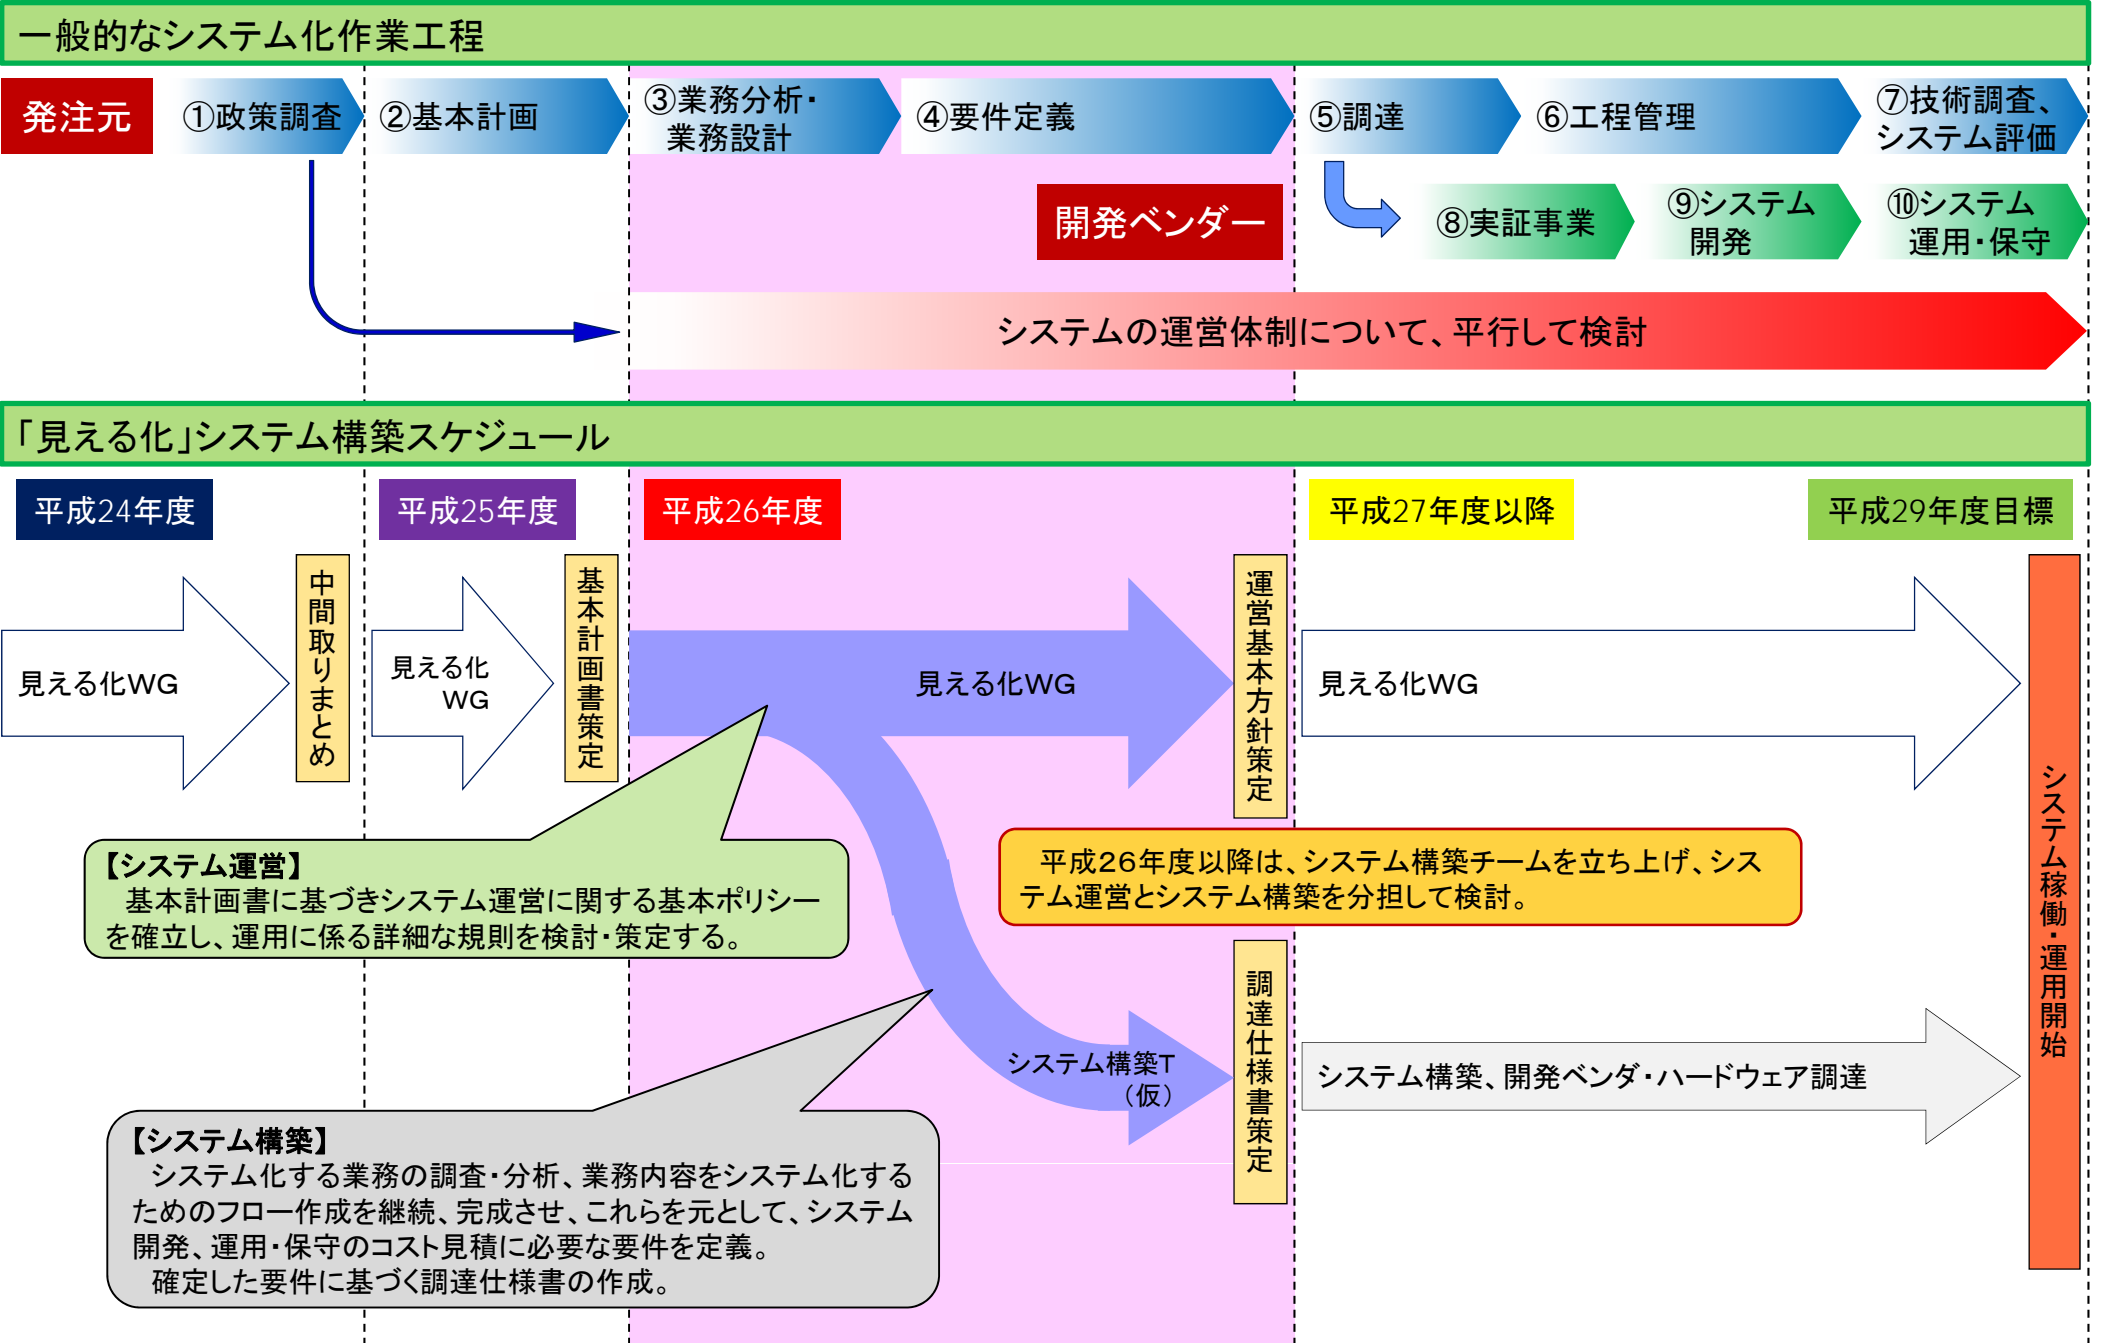 一般的なシステム化作業工程
発注元
①政策調査
②基本計画
③業務分析・
業務設計
④要件定義
⑤調達
⑥工程管理
⑦技術調査、
システム評価
開発ベンダー
⑧実証事業
⑨システム
開発
⑩システム
運用・保守
システムの運営体制について、平行して検討
「見える化」システム構築スケジュール
平成24年度
平成25年度
平成26年度
平成27年度以降
平成29年度目標
見える化WG
中間取りまとめ
見える化
WG
基本計画書策定
見える化WG
運営基本方針策定
見える化WG
システム稼働・運用開始
【システム運営】
基本計画書に基づきシステム運営に関する基本ポリシー
を確立し、運用に係る詳細な規則を検討・策定する。
平成26年度以降は、システム構築チームを立ち上げ、シス
テム運営とシステム構築を分担して検討。
システム構築T
（仮）
調達仕様書策定
システム構築、開発ベンダ・ハードウェア調達
【システム構築】
システム化する業務の調査・分析、業務内容をシステム化する
ためのフロー作成を継続、完成させ、これらを元として、システム
開発、運用・保守のコスト見積に必要な要件を定義。
確定した要件に基づく調達仕様書の作成。